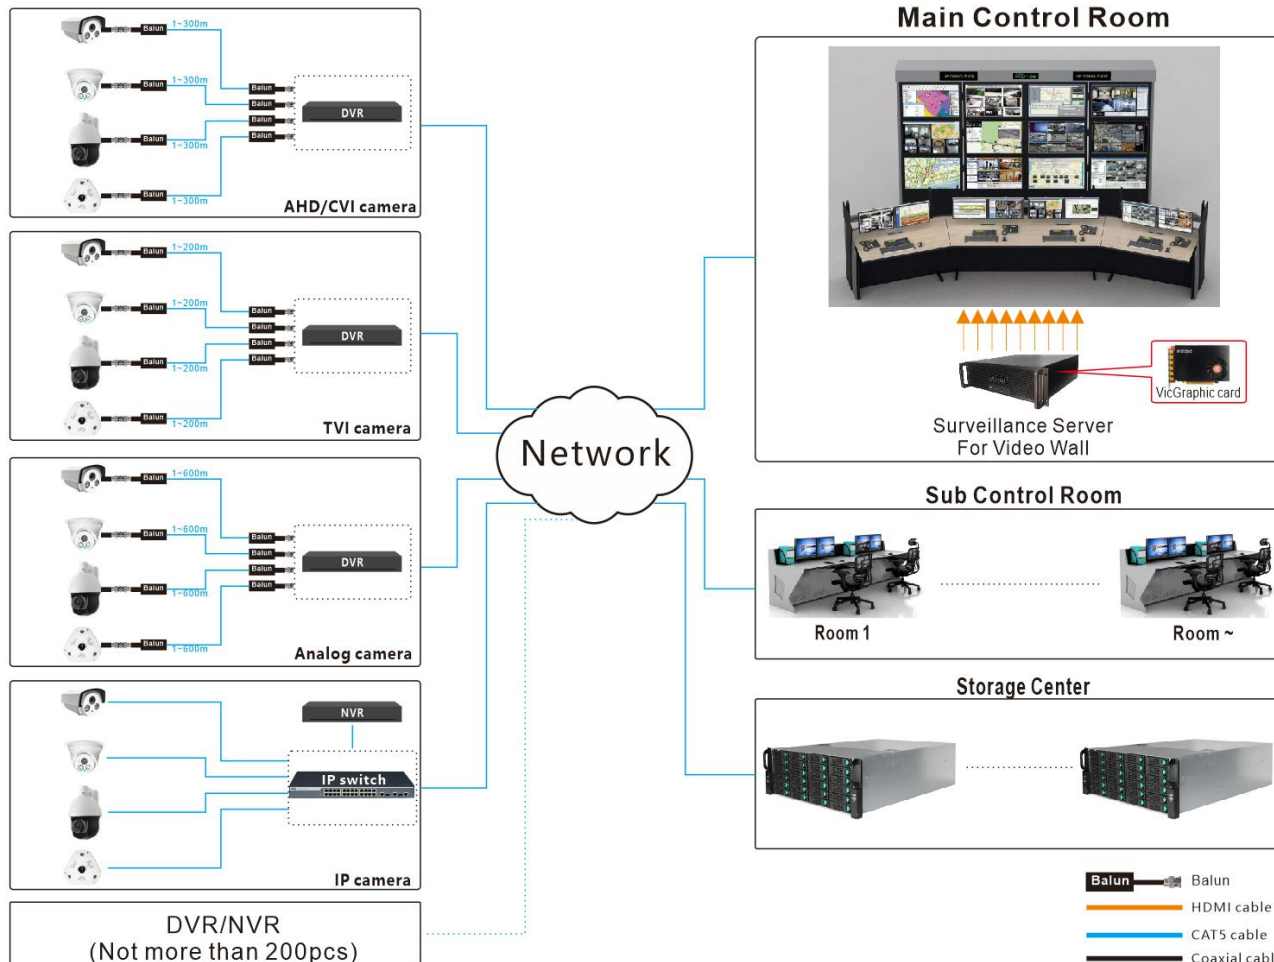 Balun
1~300m
Balun
1~300m
Balun
1~300m
Balun
1~300m
Balun
Balun
Balun
Balun
DVR
AHD/CVI camera
Balun
1~200m
Balun
1~200m
Balun
1~200m
Balun
1~200m
Balun
Balun
Balun
Balun
DVR
TVI camera
Balun
1~600m
Balun
1~600m
Balun
1~600m
Balun
1~600m
Balun
Balun
Balun
Balun
DVR
Analog camera
NVR
IP switch
IP camera
DVR/NVR
(Not more than 200pcs)
Network
Main Control Room
VicGraphic card
Surveillance Server
For Video Wall
Sub Control Room
Room 1
Room ~
Storage Center
Balun
Balun
HDMI cable
CAT5 cable
Coaxial cabl